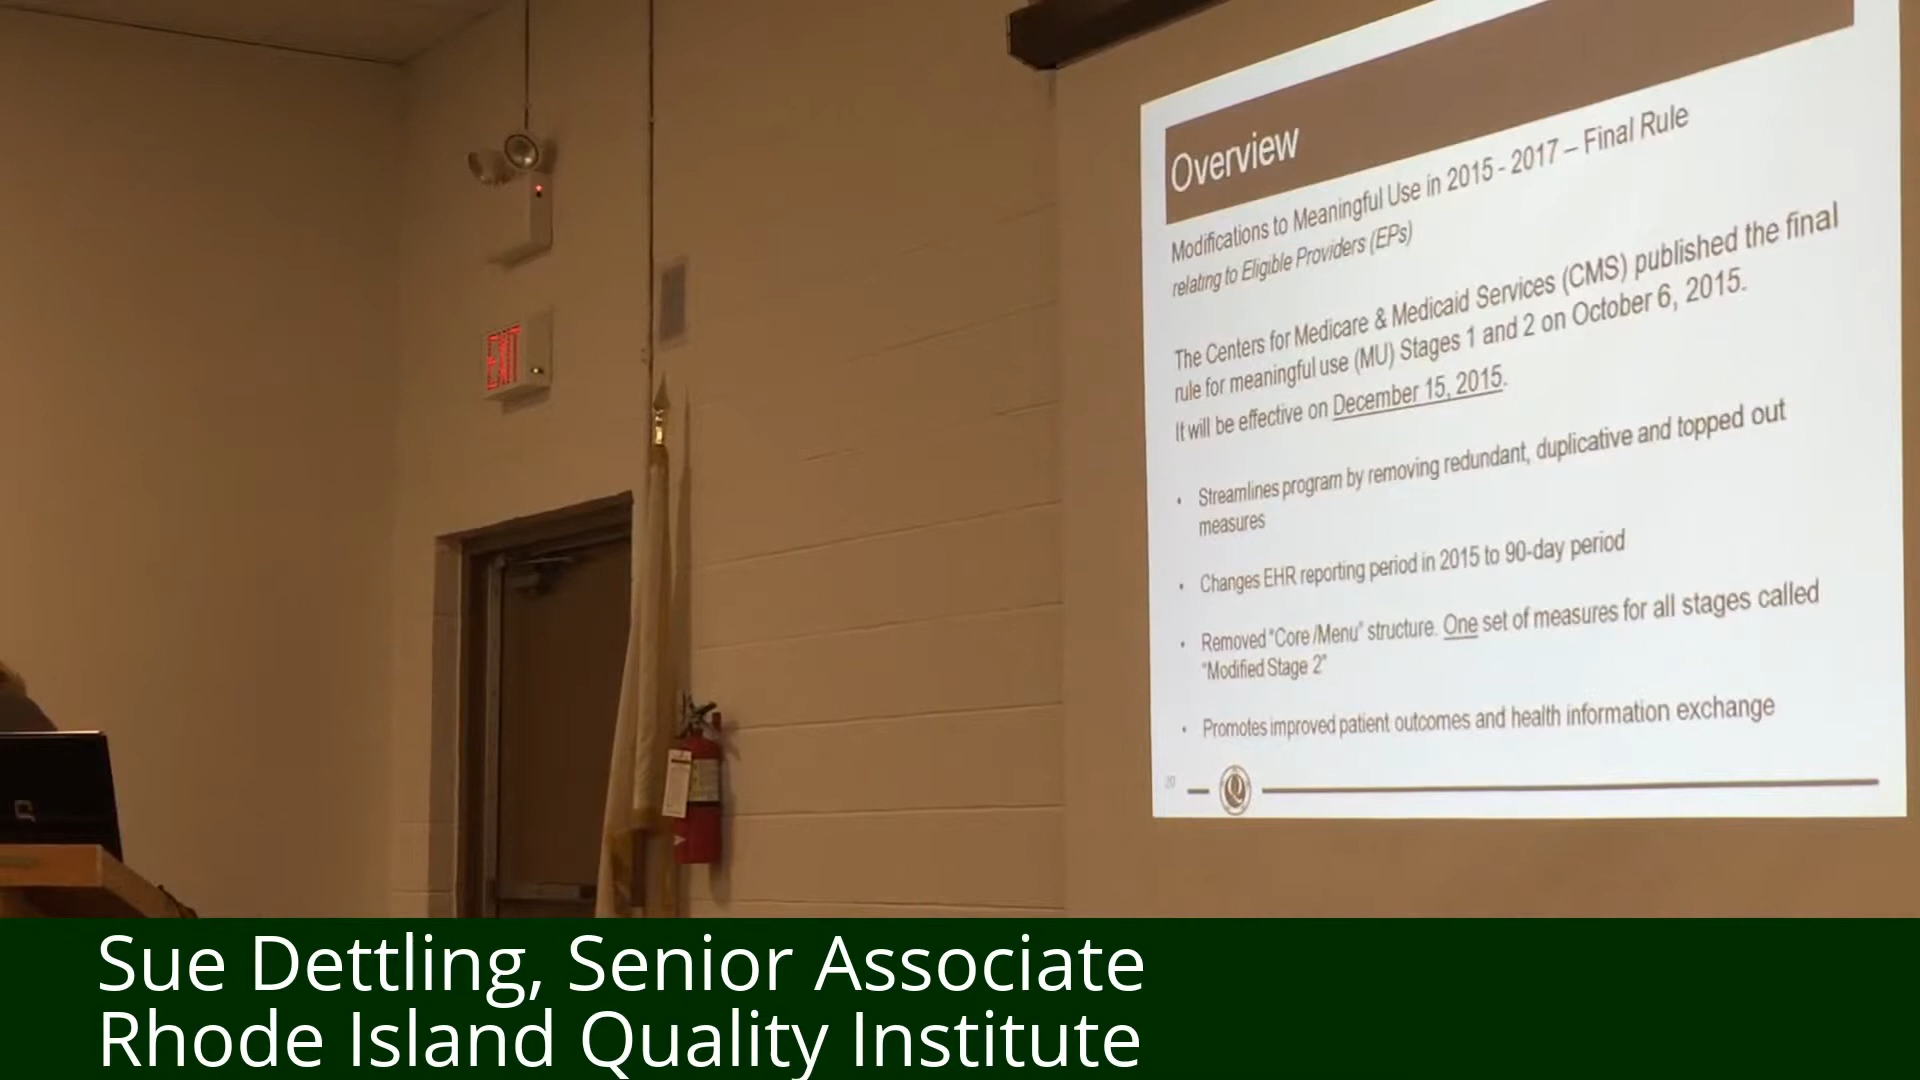 EXIT
Overview
Modifications to Meaningful Use in 2015 - 2017 – Final Rule
relating to Eligible Providers (EPs)
The Centers for Medicare & Medicaid Services (CMS) published the final
rule for meaningful use (MU) Stages 1 and 2 on October 6, 2015.
It will be effective on December 15, 2015.
• Streamlines program by removing redundant, duplicative and topped out
measures
• Changes EHR reporting period in 2015 to 90-day period
• Removed "Core /Menu" structure. One set of measures for all stages called
"Modified Stage 2"
• Promotes improved patient outcomes and health information exchange
20
Q
Sue Dettling, Senior Associate
Rhode Island Quality Institute